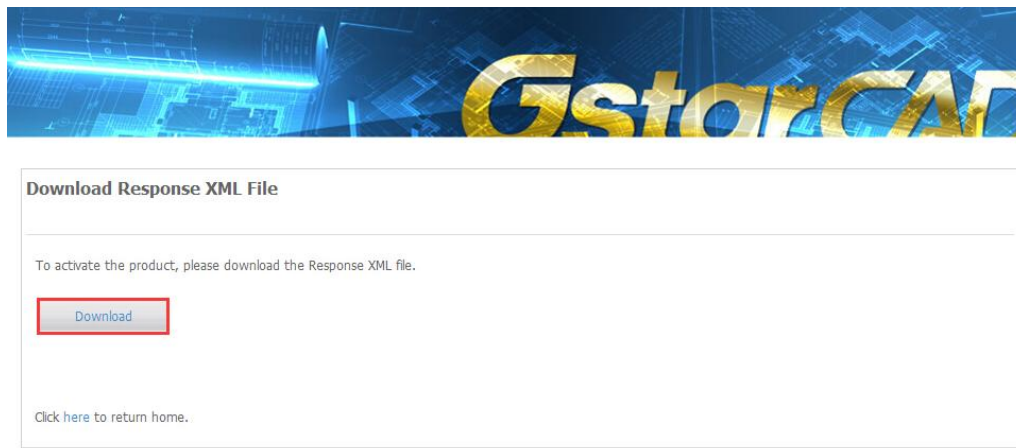 GstarCAD
Download Response XML File
To activate the product, please download the Response XML file.
Download
Click here to return home.